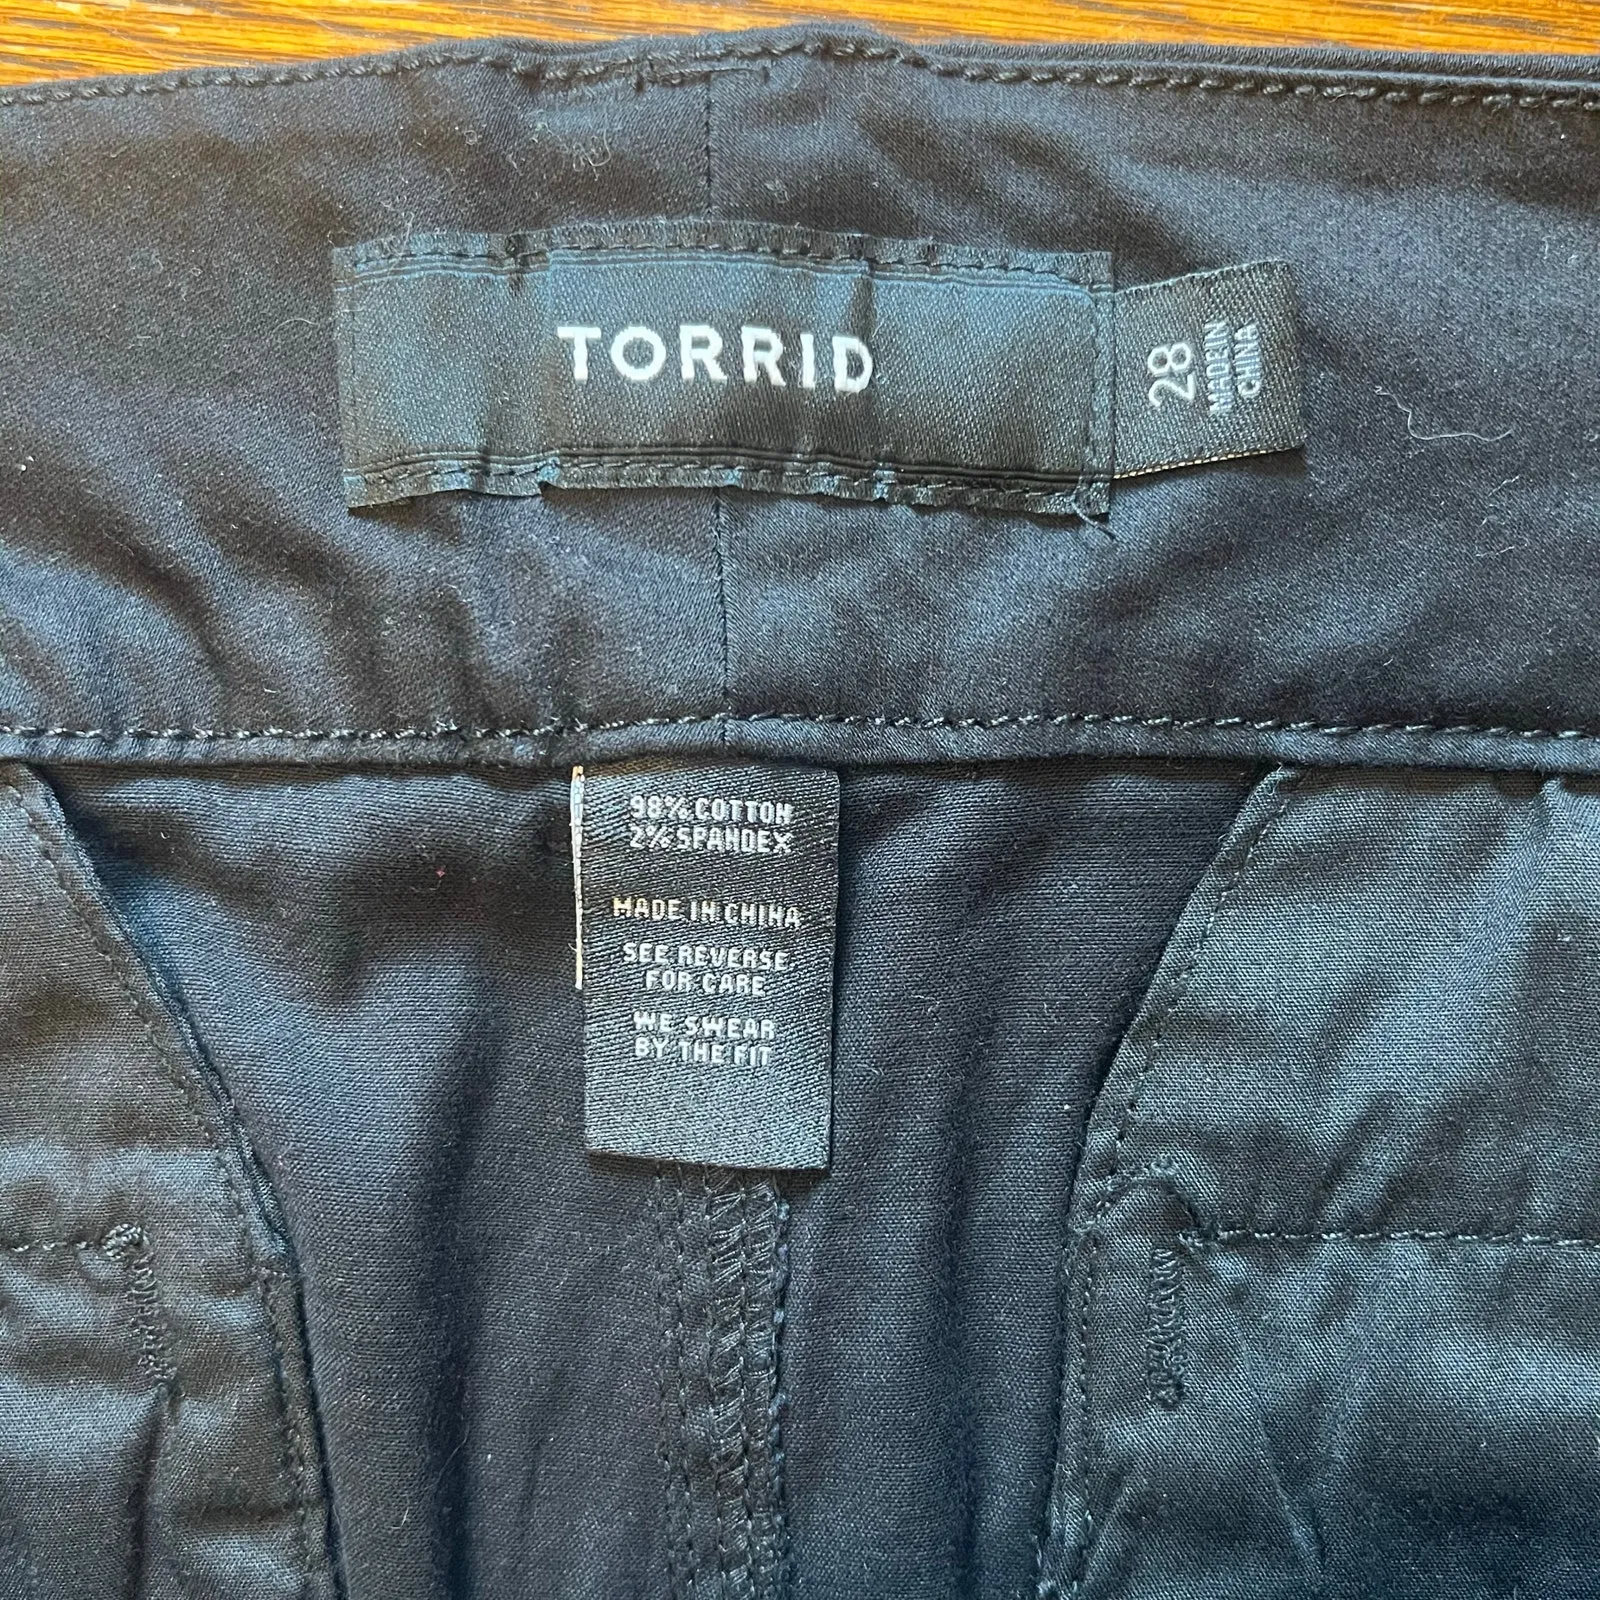 TORRID
28
MADE IN
CHINA
98% COTTON
2% SPANDEX
MADE IN CHINA
SEE REVERSE
FOR CARE
WE SWEAR
BY THE FIT